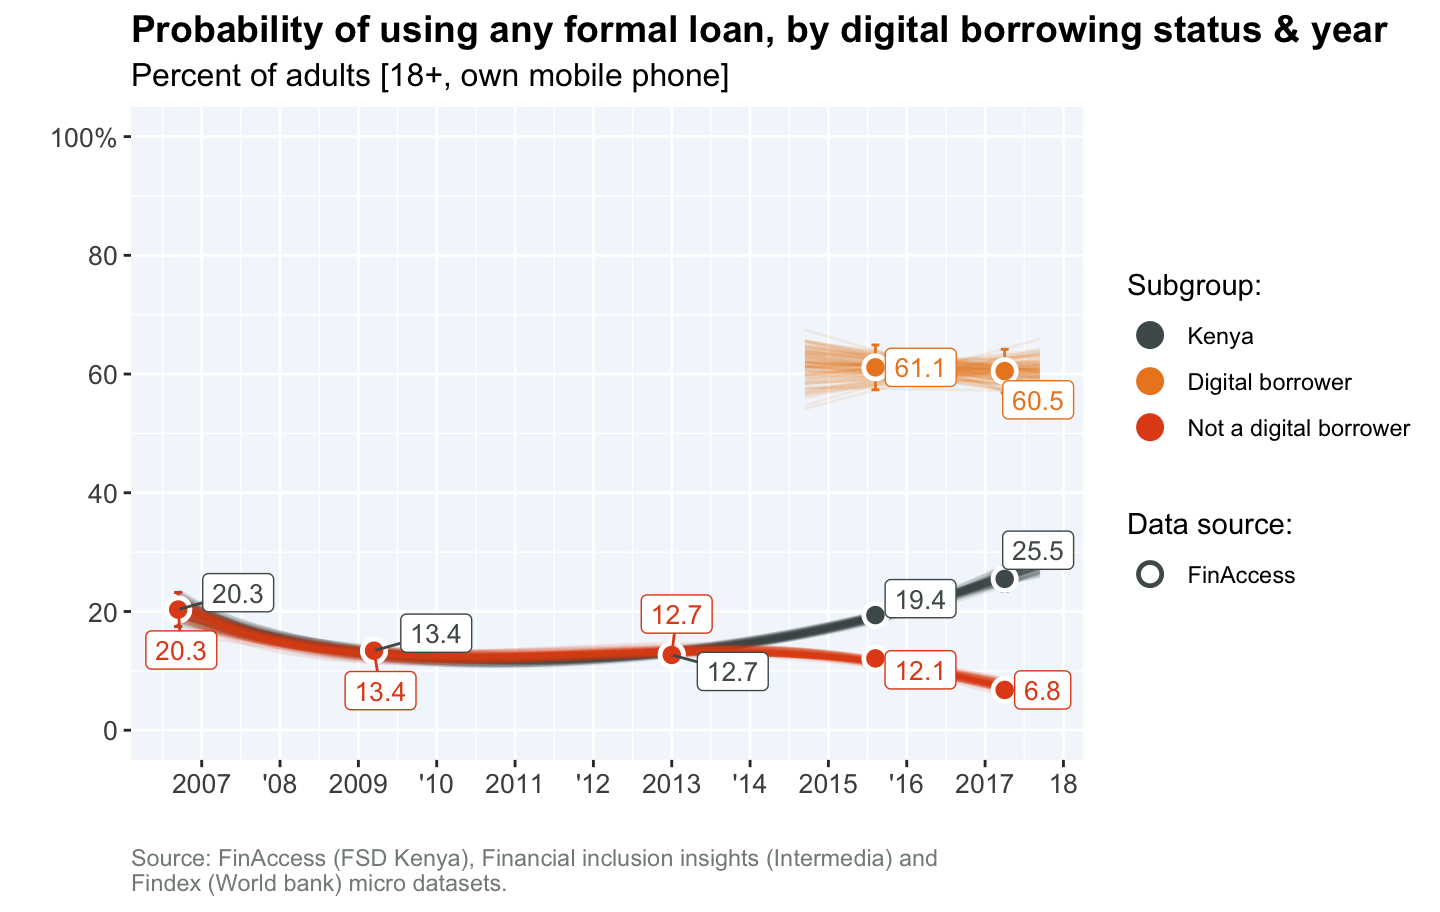 Probability of using any formal loan, by digital borrowing status & year
Percent of adults [18+, own mobile phone]
100%
80
60
40
20
0
61.1
60.5
25.5
20.3
19.4
12.7
13.4
20.3
12.7
12.1
13.4
6.8
2007 '08 2009 '10 2011 '12 2013 '14 2015 '16 2017 18
Subgroup:
Kenya
Digital borrower
Not a digital borrower
Data source:
FinAccess
Source: FinAccess (FSD Kenya), Financial inclusion insights (Intermedia) and
Findex (World bank) micro datasets.